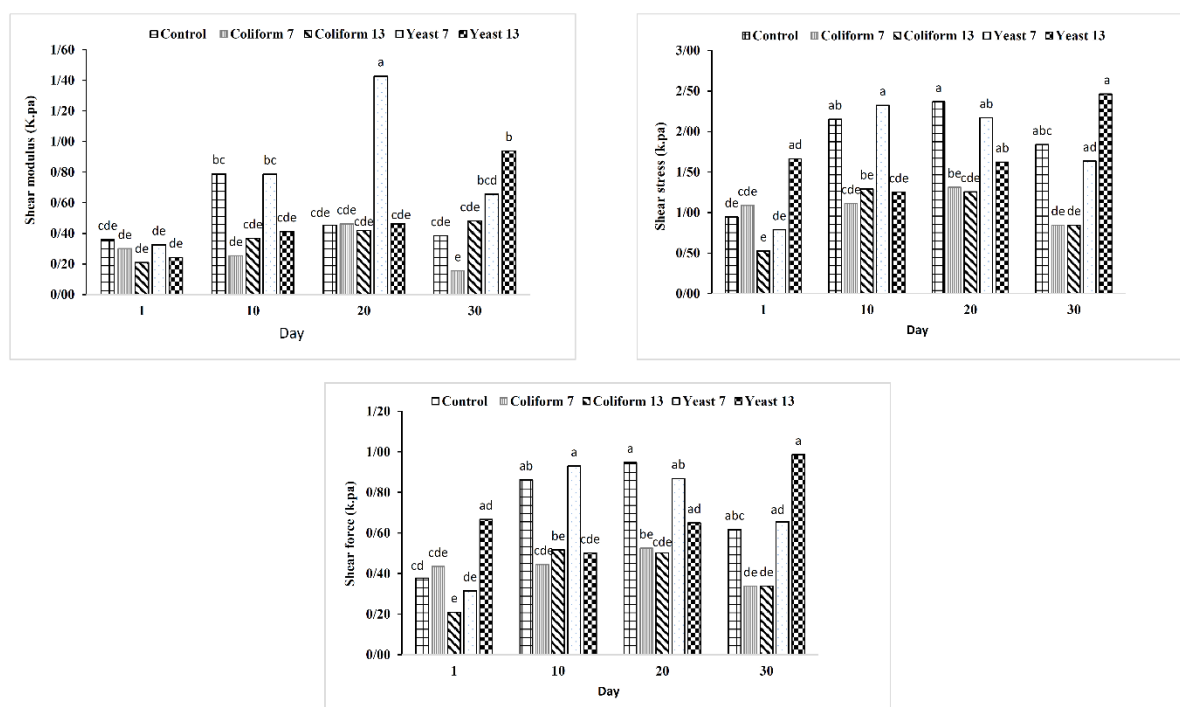 Control Coliform 7 Coliform 13 Yeast 7 Yeast 13
Shear modulus (K.pa)
1/60
1/40
1/20
1/00
0/80
0/60
0/40
0/20
0/00
cde de de de de
bc de cde bc cde
cde cde cde a cde
cde e cde bcd b
1 10 20 30
Day
Control Coliform 7 Coliform 13 Yeast 7 Yeast 13
Shear stress (k.pa)
3/00
2/50
2/00
1/50
1/00
0/50
0/00
de cde e de ad
ab cde be a cde
a be cde ab ab
abc de de ad a
1 10 20 30
Day
Control Coliform 7 Coliform 13 Yeast 7 Yeast 13
Shear force (k.pa)
1/20
1/00
0/80
0/60
0/40
0/20
0/00
cd cde e de ad
ab cde be a cde
a be cde ab ad
abc de de ad a
1 10 20 30
Day